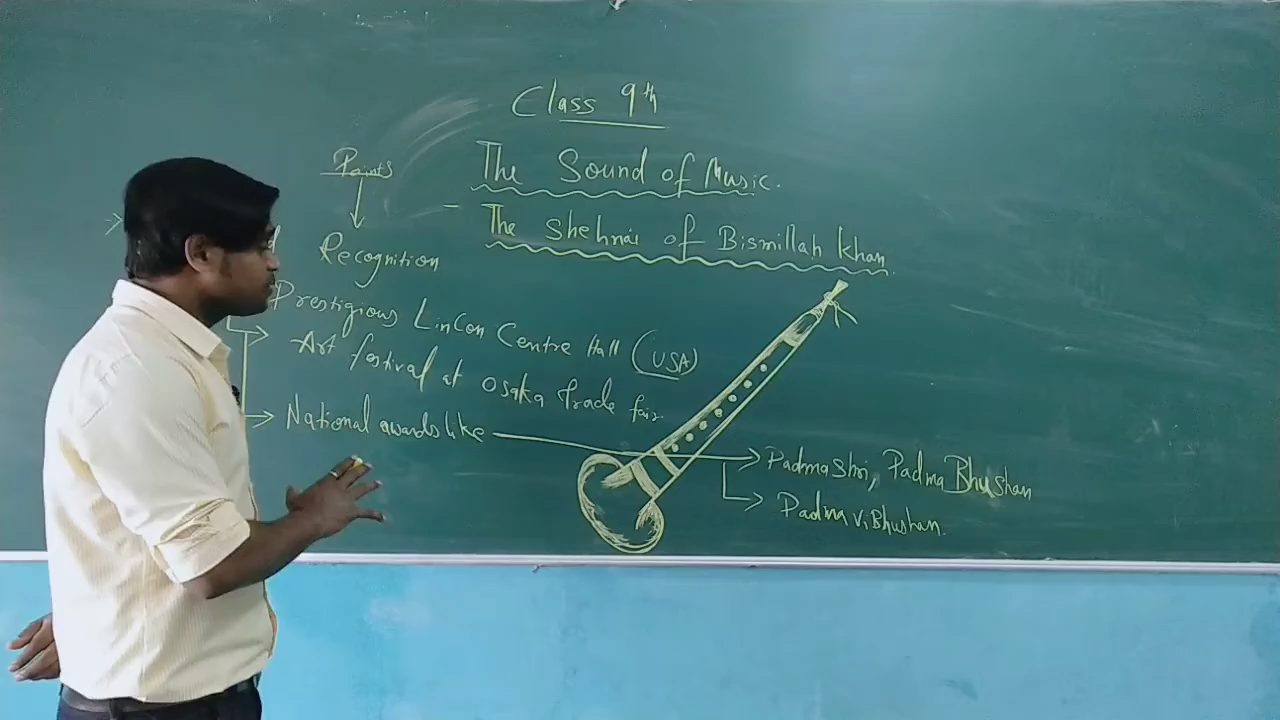 Class 9th
The Sound of Music.
- The Shehnai of Bismillah Khan.
Points
Recognition
Prestigious LinCon Centre Hall (USA)
Art festival at Osaka Trade fair.
National awards like
Padma Shri, Padma Bhushan
Padma ViBhushan.